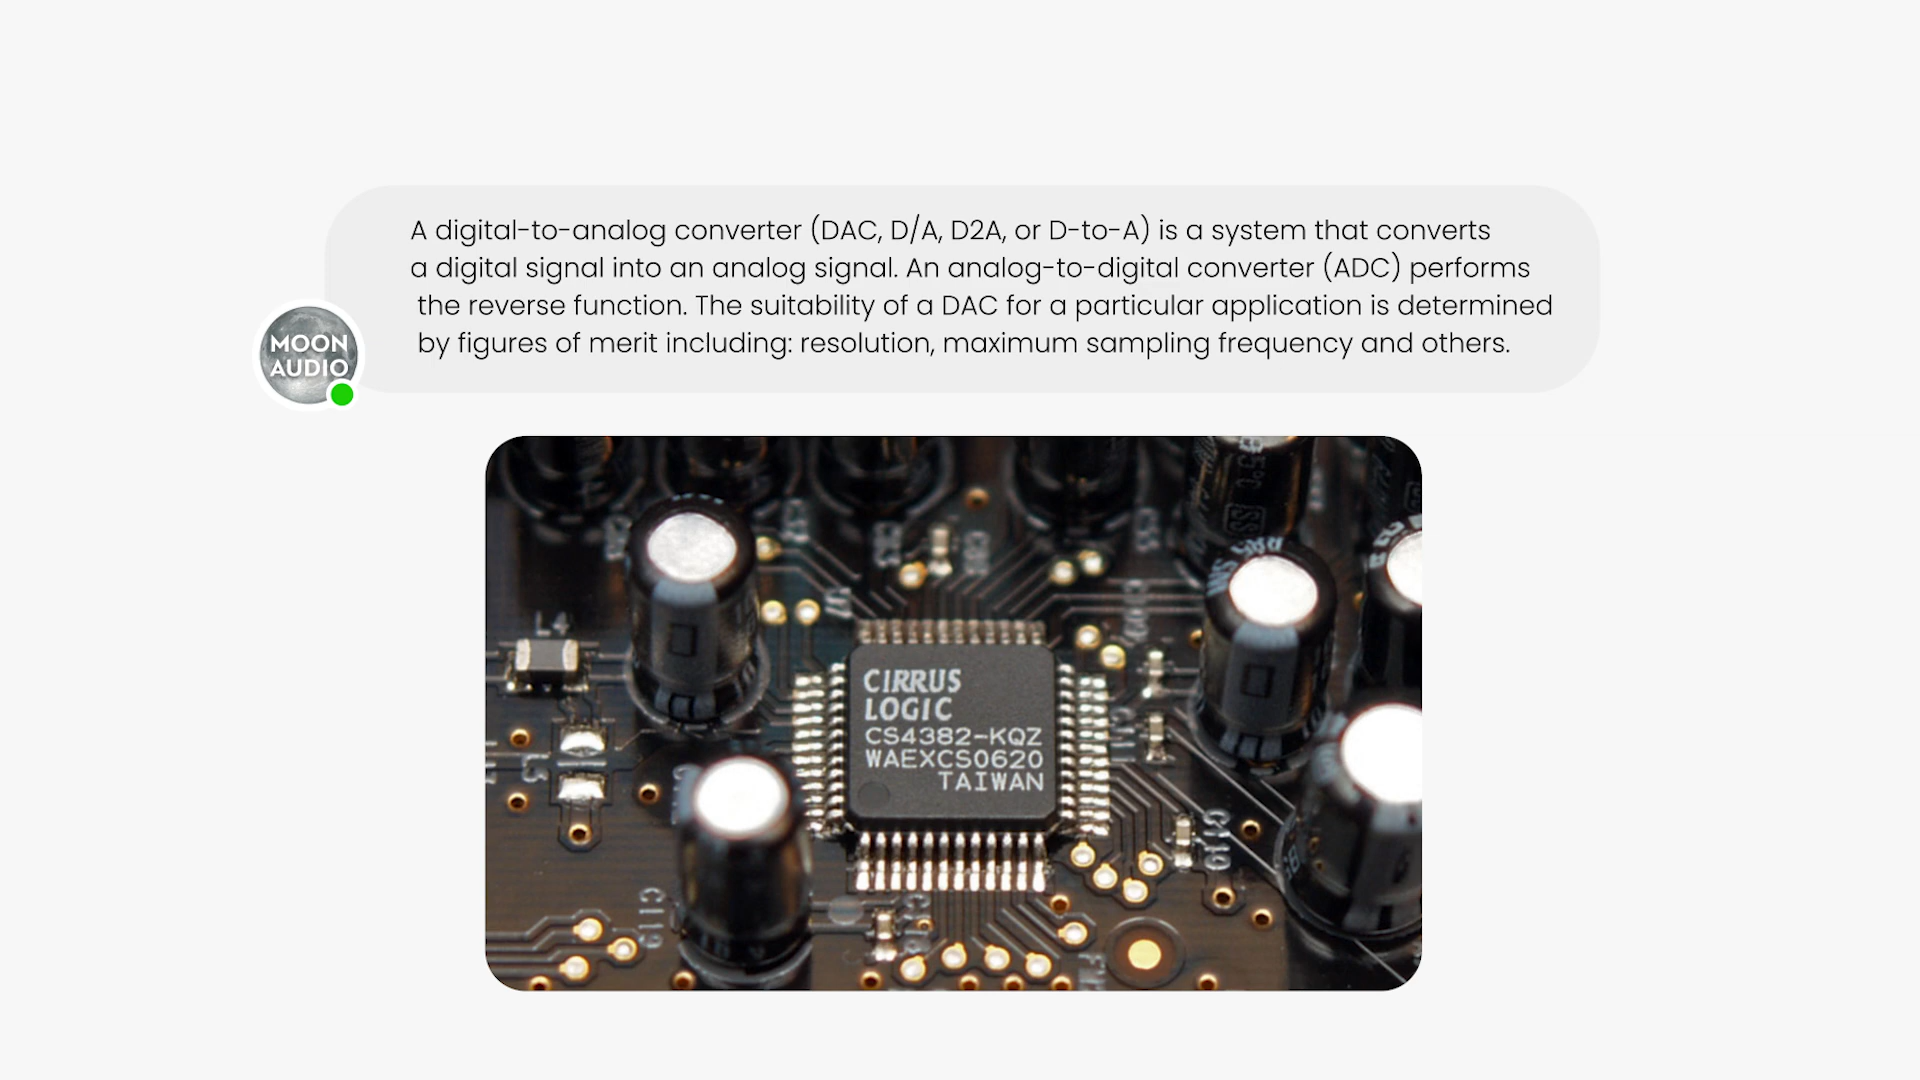 A digital-to-analog converter (DAC, D/A, D2A, or D-to-A) is a system that converts
a digital signal into an analog signal. An analog-to-digital converter (ADC) performs
the reverse function. The suitability of a DAC for a particular application is determined
by figures of merit including: resolution, maximum sampling frequency and others.
MOON
AUDIO
L4
U7
CIRRUS
LOGIC
CS4382-KQZ
WAEXCS0620
TAIWAN
L3
C119